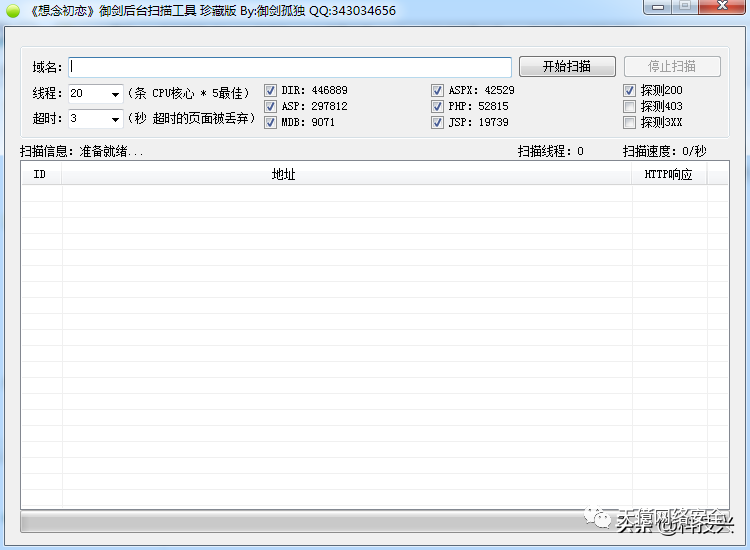 《想念初恋》御剑后台扫描工具 珍藏版 By:御剑孤独 QQ:343034656
域名: 开始扫描 停止扫描
线程: 20 (条 CPU核心 * 5最佳) DIR: 446889 ASPX: 42529 探测200
ASP: 297812 PHP: 52815 探测403
超时: 3 (秒 超时的页面被丢弃) MDB: 9071 JSP: 19739 探测3XX
扫描信息: 准备就绪... 扫描线程: 0 扫描速度: 0/秒
ID 地址 HTTP响应
天億网络安全
头条 @科技兴